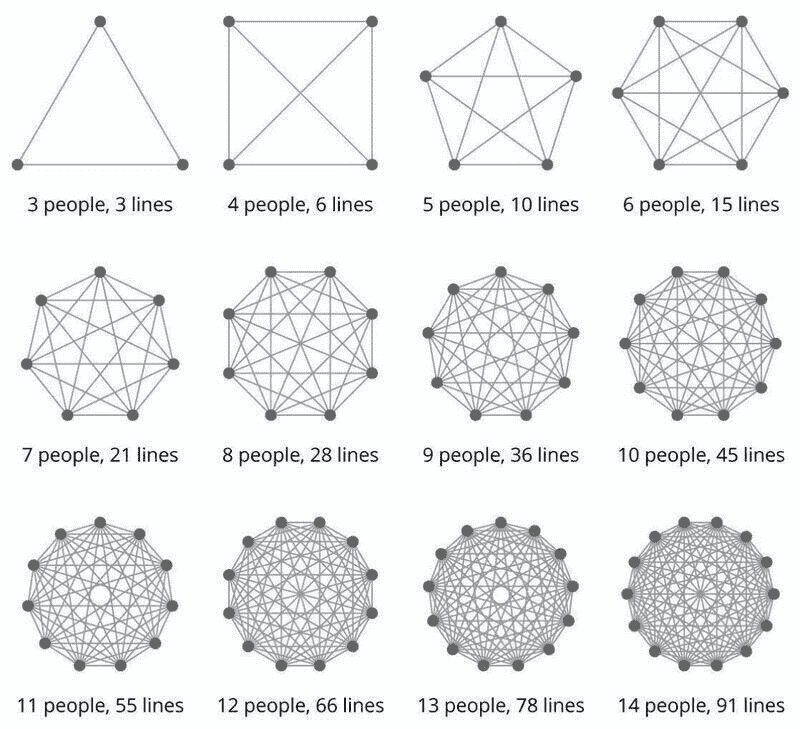 3 people, 3 lines
4 people, 6 lines
5 people, 10 lines
6 people, 15 lines
7 people, 21 lines
8 people, 28 lines
9 people, 36 lines
10 people, 45 lines
11 people, 55 lines
12 people, 66 lines
13 people, 78 lines
14 people, 91 lines